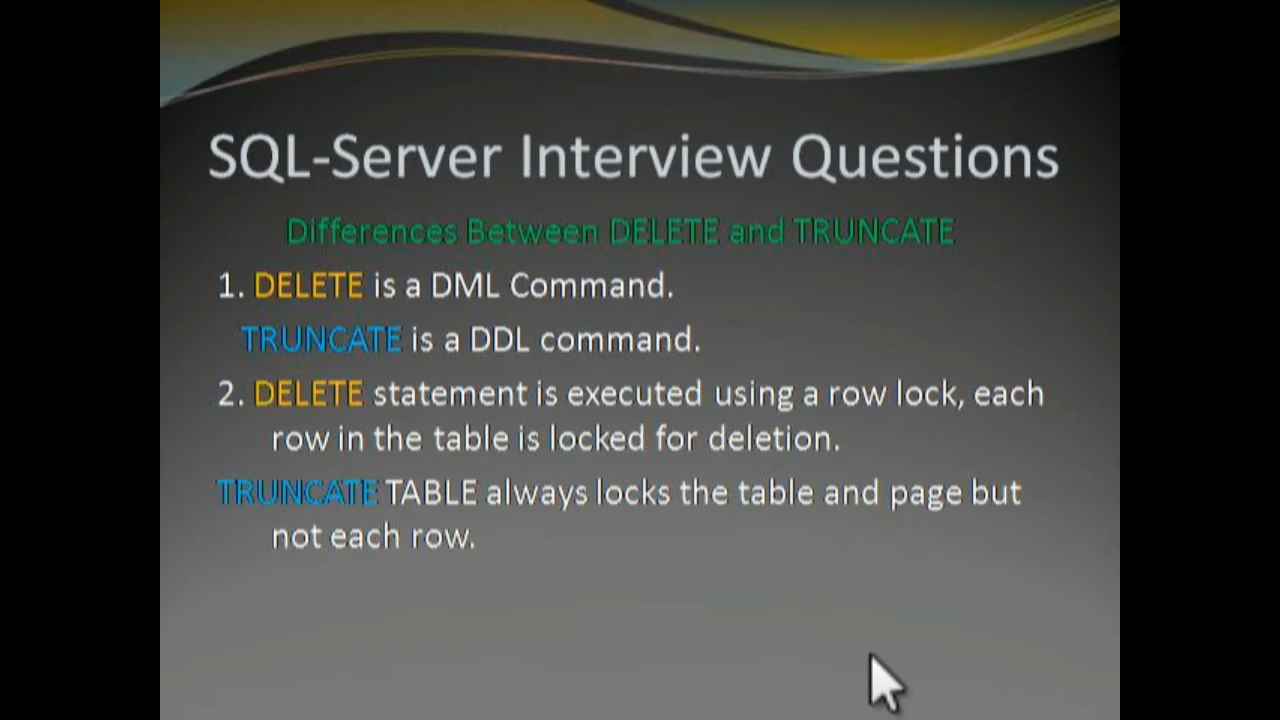 SQL-Server Interview Questions
Differences Between DELETE and TRUNCATE
1. DELETE is a DML Command.
TRUNCATE is a DDL command.
2. DELETE statement is executed using a row lock, each
row in the table is locked for deletion.
TRUNCATE TABLE always locks the table and page but
not each row.